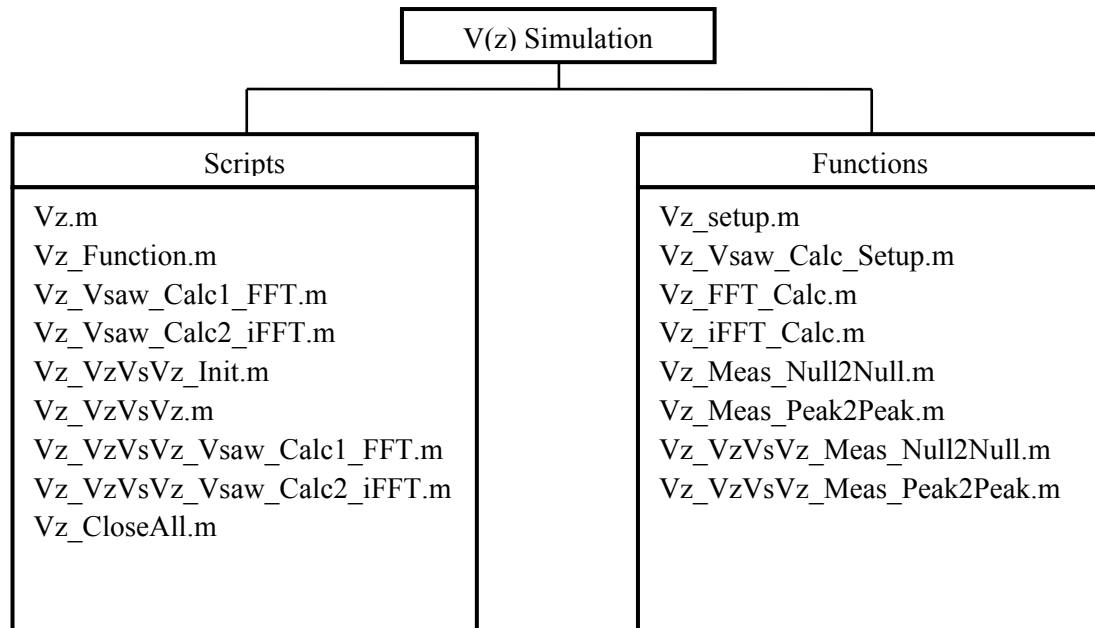 V(z) Simulation
Scripts
Vz.m
Vz_Function.m
Vz_Vsaw_Calc1_FFT.m
Vz_Vsaw_Calc2_iFFT.m
Vz_VzVsVz_Init.m
Vz_VzVsVz.m
Vz_VzVsVz_Vsaw_Calc1_FFT.m
Vz_VzVsVz_Vsaw_Calc2_iFFT.m
Vz_CloseAll.m
Functions
Vz_setup.m
Vz_Vsaw_Calc_Setup.m
Vz_FFT_Calc.m
Vz_iFFT_Calc.m
Vz_Meas_Null2Null.m
Vz_Meas_Peak2Peak.m
Vz_VzVsVz_Meas_Null2Null.m
Vz_VzVsVz_Meas_Peak2Peak.m